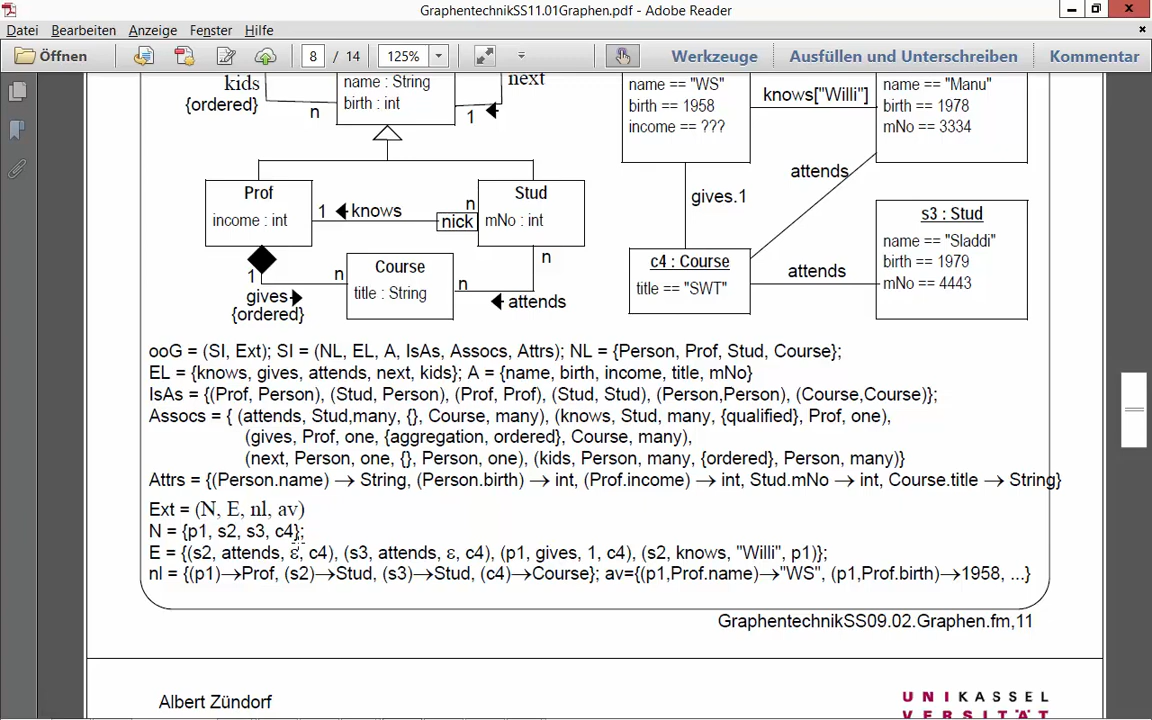 GraphentechnikSS11.01Graphen.pdf - Adobe Reader
Datei Bearbeiten Anzeige Fenster Hilfe
Öffnen 8 / 14 125% Werkzeuge Ausfüllen und Unterschreiben Kommentar
kids
{ordered}
n
name : String
birth : int
next
1
Prof
income : int
1
knows
n
nick
Stud
mNo : int
1
gives
{ordered}
n
Course
title : String
n
n
attends
name == "WS"
birth == 1958
income == ???
knows["Willi"]
name == "Manu"
birth == 1978
mNo == 3334
gives.1
attends
s3 : Stud
name == "Sladdi"
birth == 1979
mNo == 4443
c4 : Course
title == "SWT"
attends
ooG = (SI, Ext); SI = (NL, EL, A, IsAs, Assocs, Attrs); NL = {Person, Prof, Stud, Course};
EL = {knows, gives, attends, next, kids}; A = {name, birth, income, title, mNo}
IsAs = {(Prof, Person), (Stud, Person), (Prof, Prof), (Stud, Stud), (Person,Person), (Course,Course)};
Assocs = { (attends, Stud,many, {}, Course, many), (knows, Stud, many, {qualified}, Prof, one),
(gives, Prof, one, {aggregation, ordered}, Course, many),
(next, Person, one, {}, Person, one), (kids, Person, many, {ordered}, Person, many)}
Attrs = {(Person.name) → String, (Person.birth) → int, (Prof.income) → int, Stud.mNo → int, Course.title → String}
Ext = (N, E, nl, av)
N = {p1, s2, s3, c4};
E = {(s2, attends, ε, c4), (s3, attends, ε, c4), (p1, gives, 1, c4), (s2, knows, "Willi", p1)};
nl = {(p1)→Prof, (s2)→Stud, (s3)→Stud, (c4)→Course}; av={(p1,Prof.name)→"WS", (p1,Prof.birth)→1958, ...}
GraphentechnikSS09.02.Graphen.fm,11
Albert Zündorf
UNIKASSEL
VERSITÄT